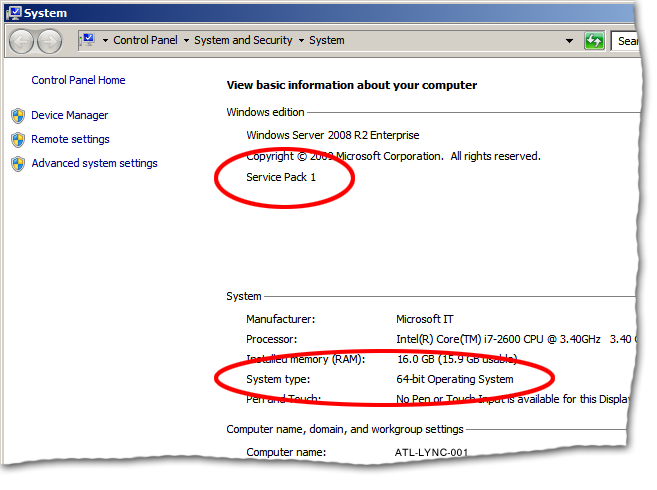 System
Control Panel System and Security System Sear
Control Panel Home
Device Manager
Remote settings
Advanced system settings
View basic information about your computer
Windows edition
Windows Server 2008 R2 Enterprise
Copyright © 2009 Microsoft Corporation. All rights reserved.
Service Pack 1
System
Manufacturer: Microsoft IT
Processor: Intel(R) Core(TM) i7-2600 CPU @ 3.40GHz 3.40 G
Installed memory (RAM): 16.0 GB (15.9 GB usable)
System type: 64-bit Operating System
Pen and Touch: No Pen or Touch Input is available for this Display
Computer name, domain, and workgroup settings
Computer name: ATL-LYNC-001